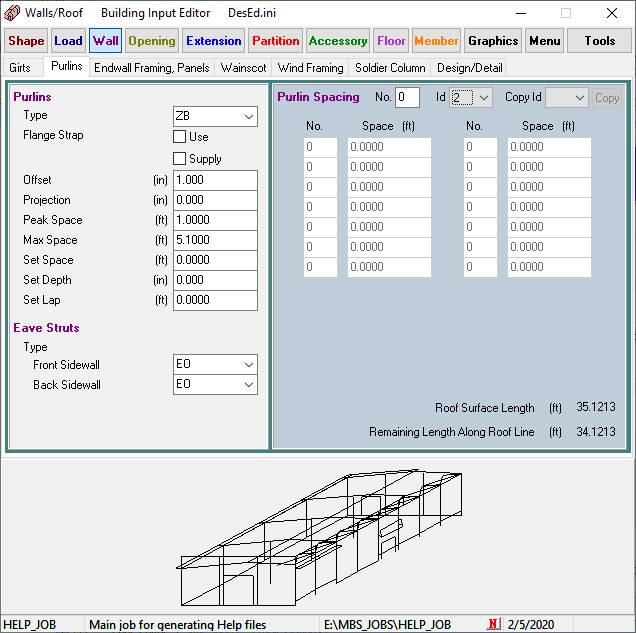 Walls/Roof Building Input Editor DesEd.ini
Shape Load Wall Opening Extension Partition Accessory Floor Member Graphics Menu Tools
Girts Purlins Endwall Framing, Panels Wainscot Wind Framing Soldier Column Design/Detail
Purlins
Type ZB
Flange Strap Use
Supply
Offset (in) 1.000
Projection (in) 0.000
Peak Space (ft) 1.0000
Max Space (ft) 5.1000
Set Space (ft) 0.0000
Set Depth (in) 0.000
Set Lap (ft) 0.0000
Eave Struts
Type
Front Sidewall EO
Back Sidewall EO
Purlin Spacing No. 0 Id 2 Copy Id Copy
No. Space (ft) No. Space (ft)
0 0.0000 0 0.0000
0 0.0000 0 0.0000
0 0.0000 0 0.0000
0 0.0000 0 0.0000
0 0.0000 0 0.0000
0 0.0000 0 0.0000
0 0.0000 0 0.0000
Roof Surface Length (ft) 35.1213
Remaining Length Along Roof Line (ft) 34.1213
HELP_JOB Main job for generating Help files E:\MBS_JOBS\HELP_JOB N 2/5/2020